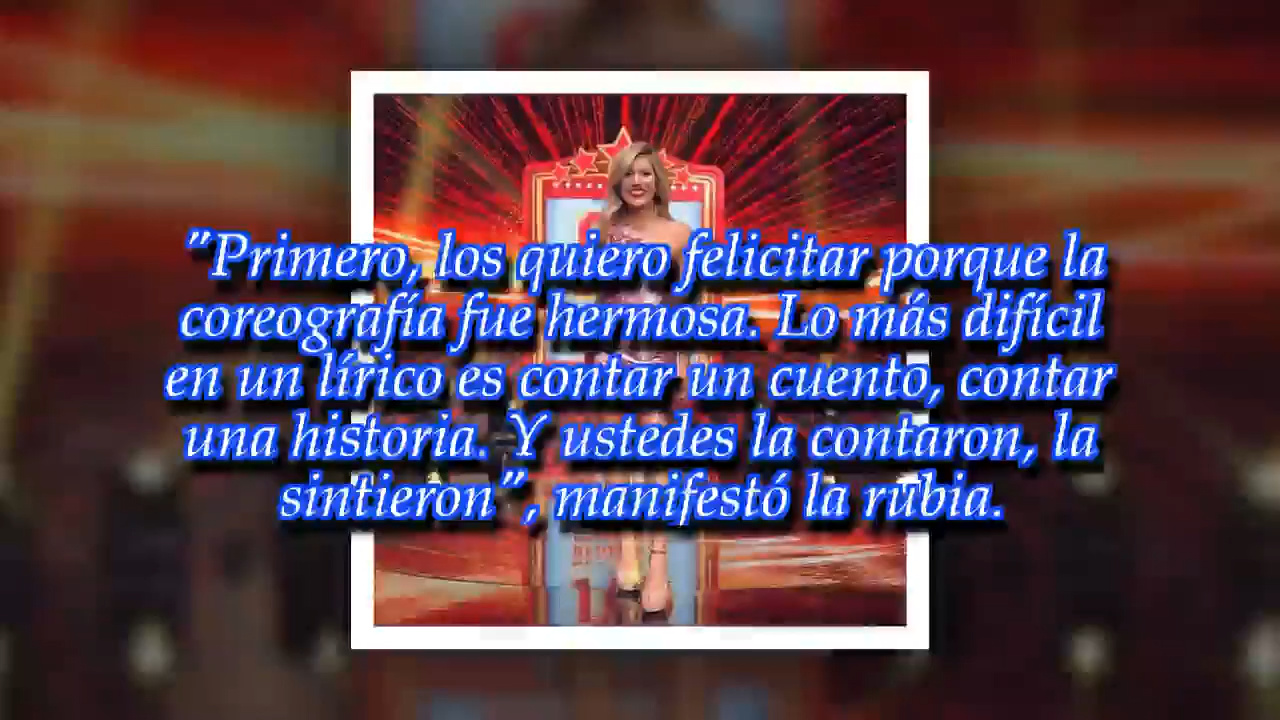 "Primero, los quiero felicitar porque la
coreografía fue hermosa. Lo más difícil
en un lírico es contar un cuento, contar
una historia. Y ustedes la contaron, la
sintieron", manifestó la rubia.